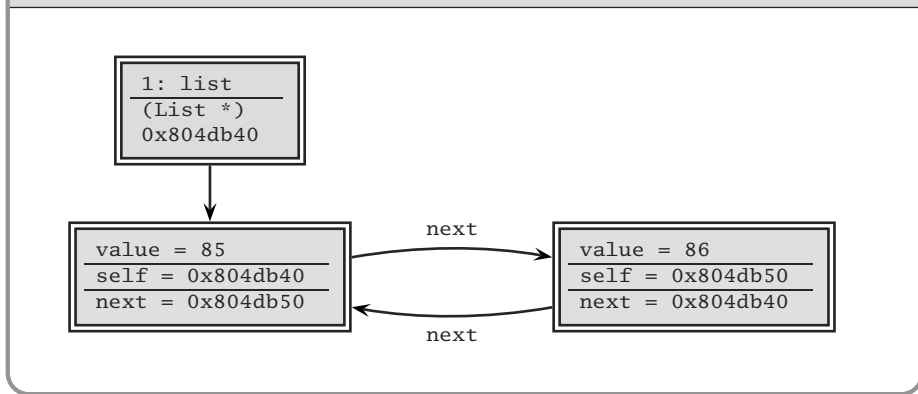 1: list
(List *)
0x804db40
next
value = 85
self = 0x804db40
next = 0x804db50
value = 86
self = 0x804db50
next = 0x804db40
next